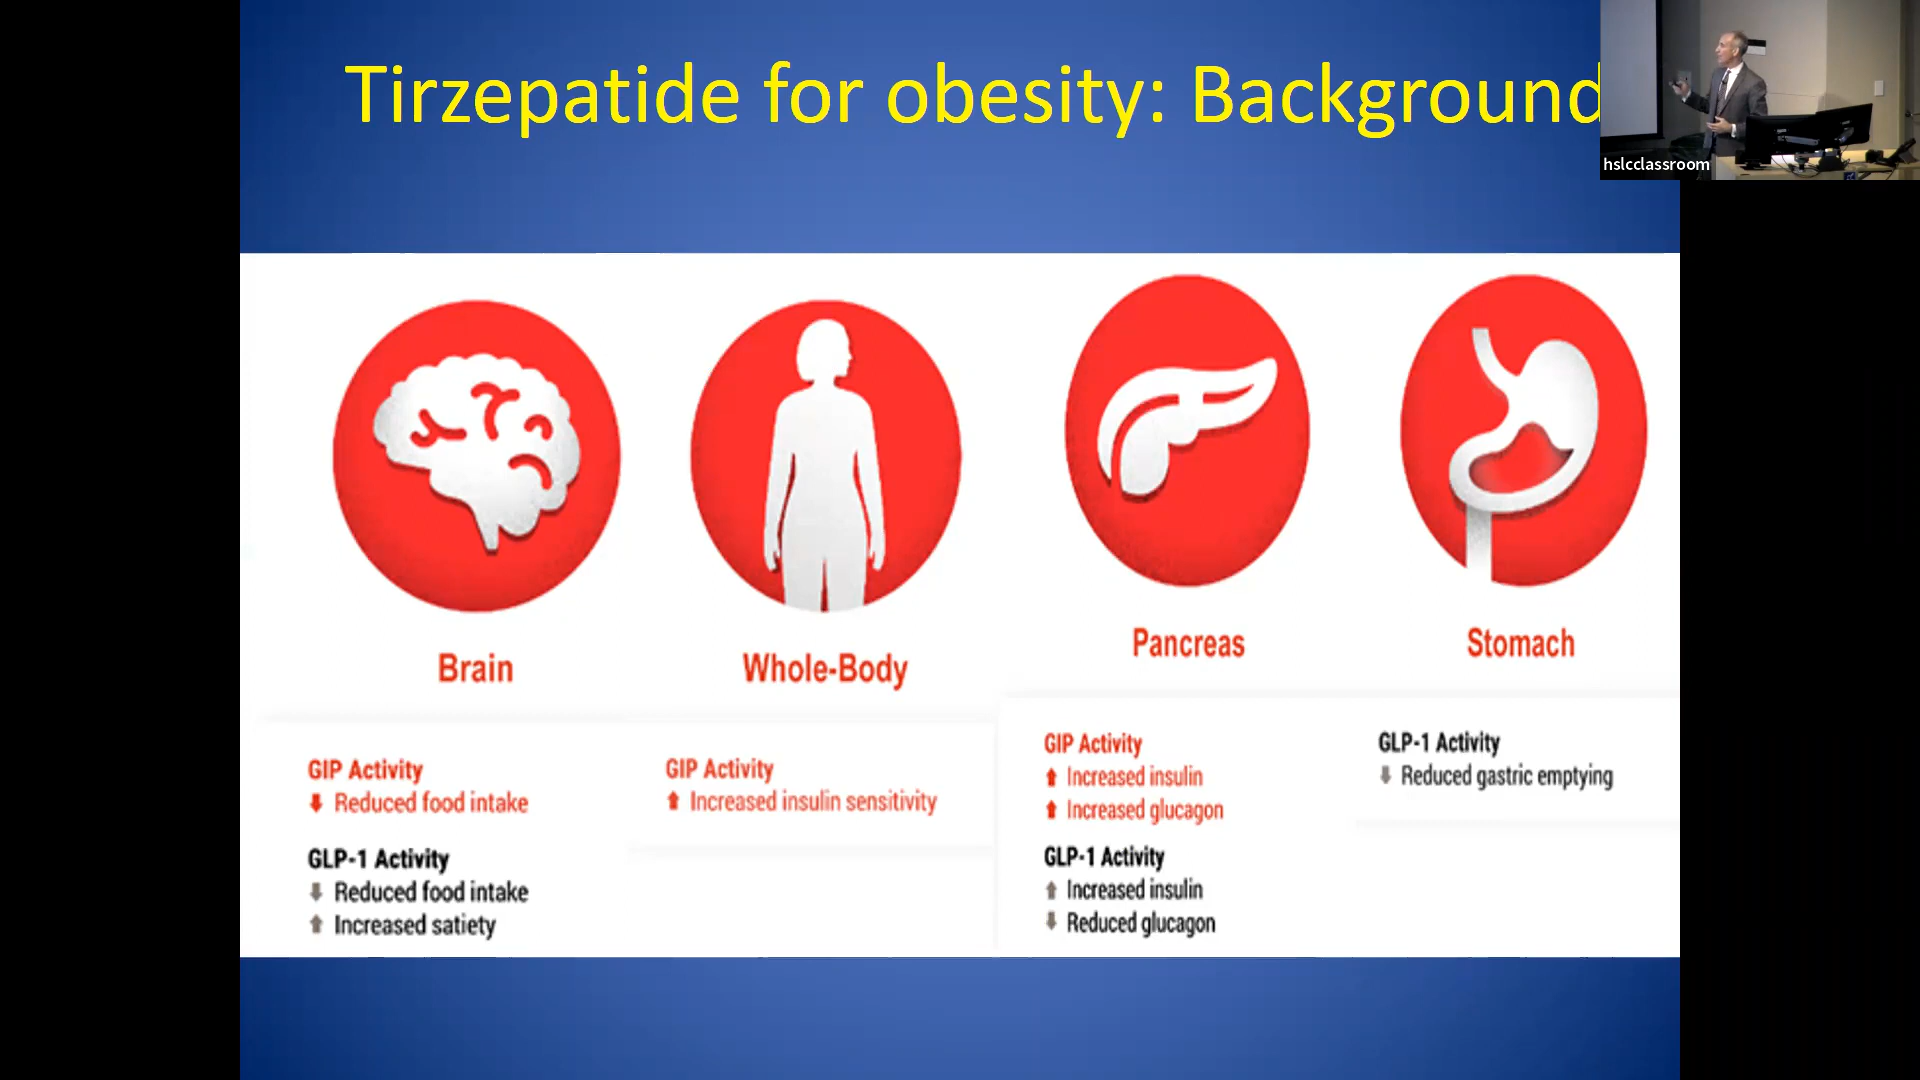 Tirzepatide for obesity: Background
hslcclassroom
Brain
GIP Activity
Reduced food intake
GLP-1 Activity
Reduced food intake
Increased satiety
Whole-Body
GIP Activity
Increased insulin sensitivity
Pancreas
GIP Activity
Increased insulin
Increased glucagon
GLP-1 Activity
Increased insulin
Reduced glucagon
Stomach
GLP-1 Activity
Reduced gastric emptying